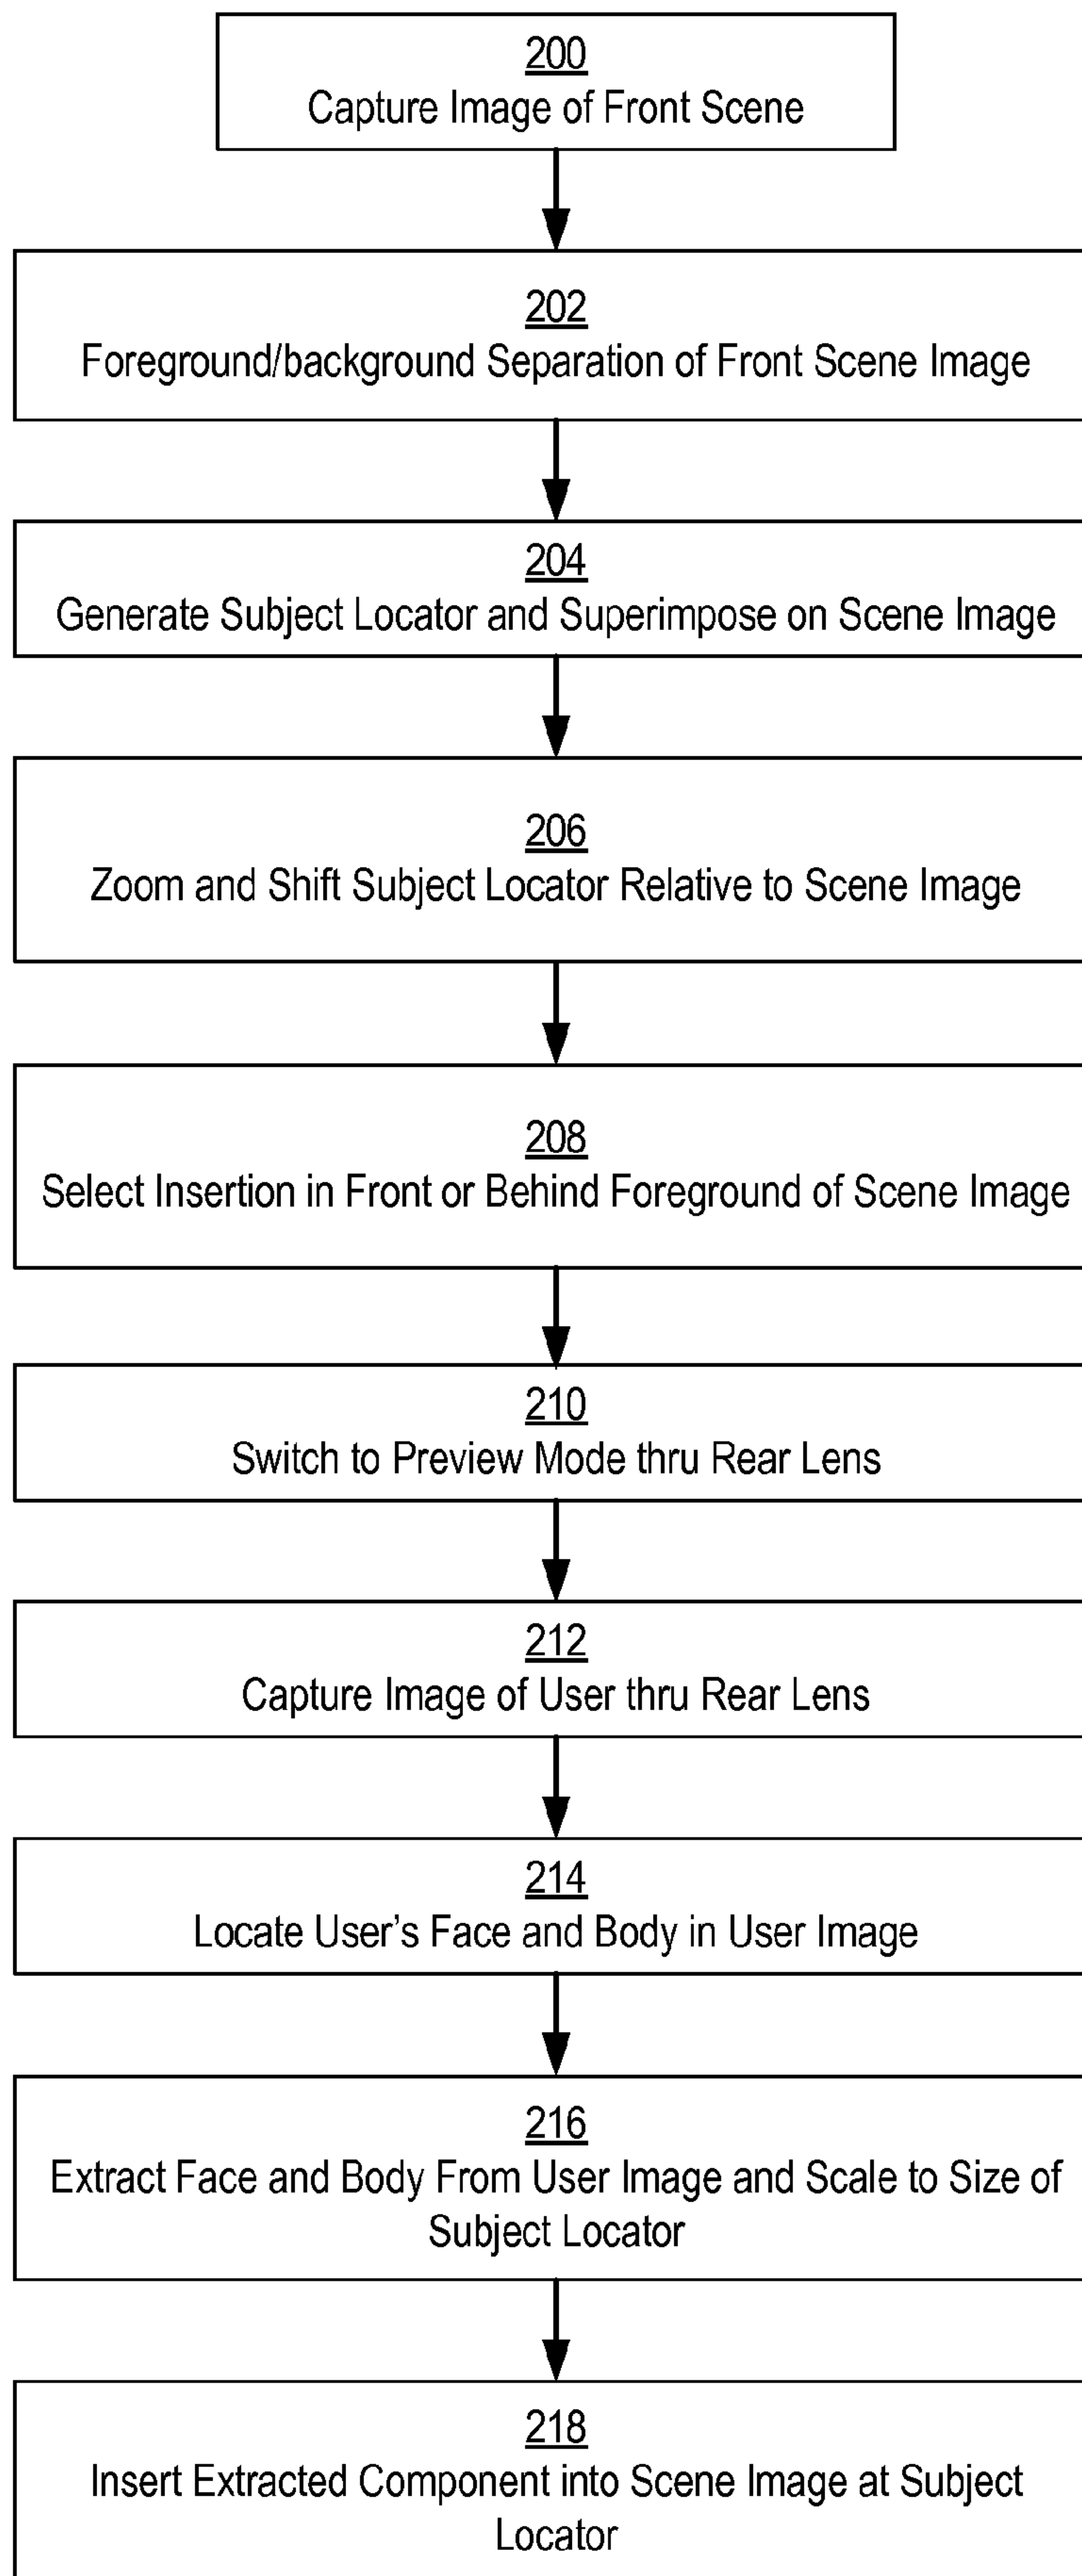 200
Capture Image of Front Scene
202
Foreground/background Separation of Front Scene Image
204
Generate Subject Locator and Superimpose on Scene Image
206
Zoom and Shift Subject Locator Relative to Scene Image
208
Select Insertion in Front or Behind Foreground of Scene Image
210
Switch to Preview Mode thru Rear Lens
212
Capture Image of User thru Rear Lens
214
Locate User's Face and Body in User Image
216
Extract Face and Body From User Image and Scale to Size of
Subject Locator
218
Insert Extracted Component into Scene Image at Subject
Locator